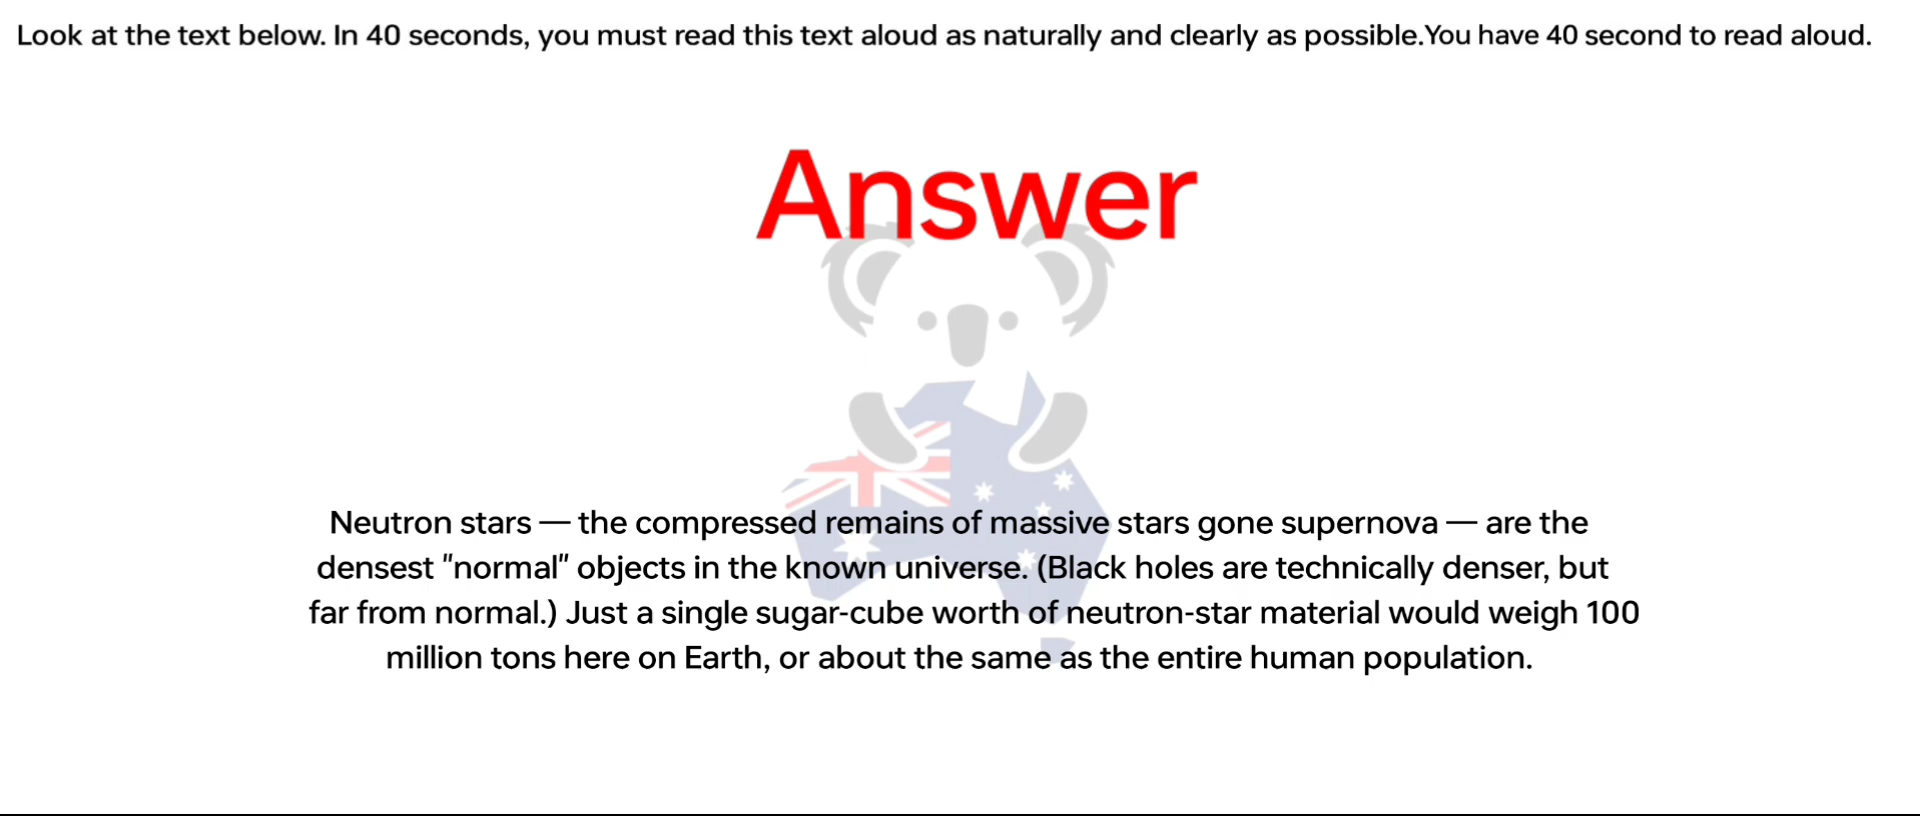 Look at the text below. In 40 seconds, you must read this text aloud as naturally and clearly as possible.You have 40 second to read aloud.
Answer
Neutron stars — the compressed remains of massive stars gone supernova — are the
densest "normal" objects in the known universe. (Black holes are technically denser, but
far from normal.) Just a single sugar-cube worth of neutron-star material would weigh 100
million tons here on Earth, or about the same as the entire human population.